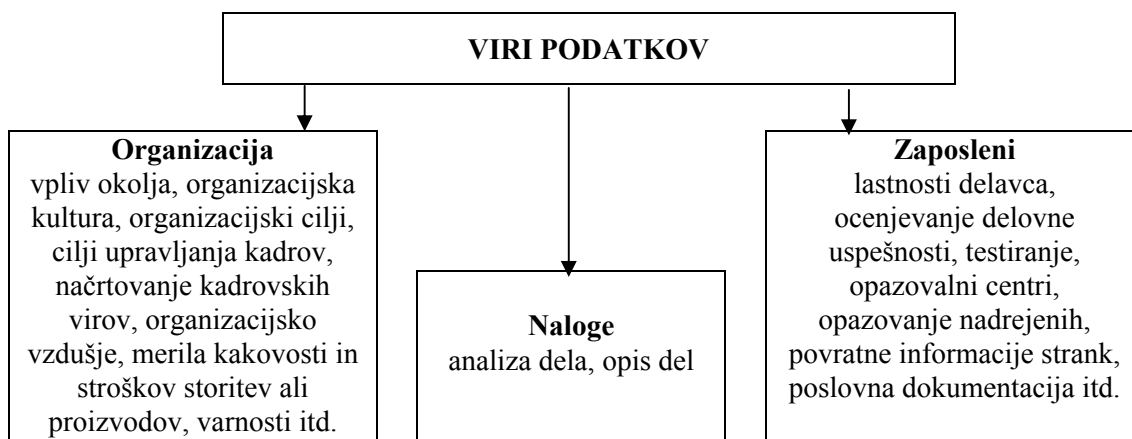 VIRI PODATKOV
Organizacija
vpliv okolja, organizacijska
kultura, organizacijski cilji,
cilji upravljanja kadrov,
načrtovanje kadrovskih
virov, organizacijsko
vzdušje, merila kakovosti in
stroškov storitev ali
proizvodov, varnosti itd.
Naloge
analiza dela, opis del
Zaposleni
lastnosti delavca,
ocenjevanje delovne
uspešnosti, testiranje,
opazovalni centri,
opazovanje nadrejenih,
povratne informacije strank,
poslovna dokumentacija itd.